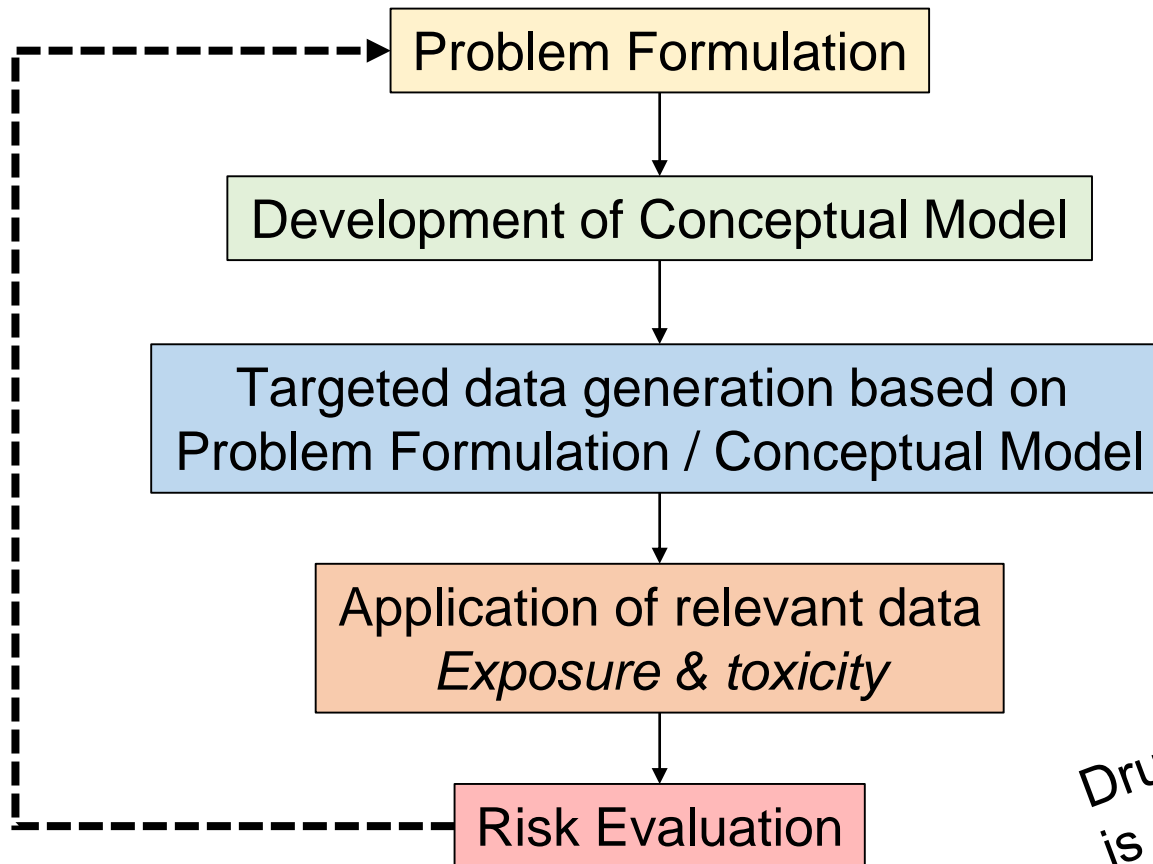 Problem Formulation
Development of Conceptual Model
Targeted data generation based on
Problem Formulation / Conceptual Model
Application of relevant data
Exposure & toxicity
Risk Evaluation
is